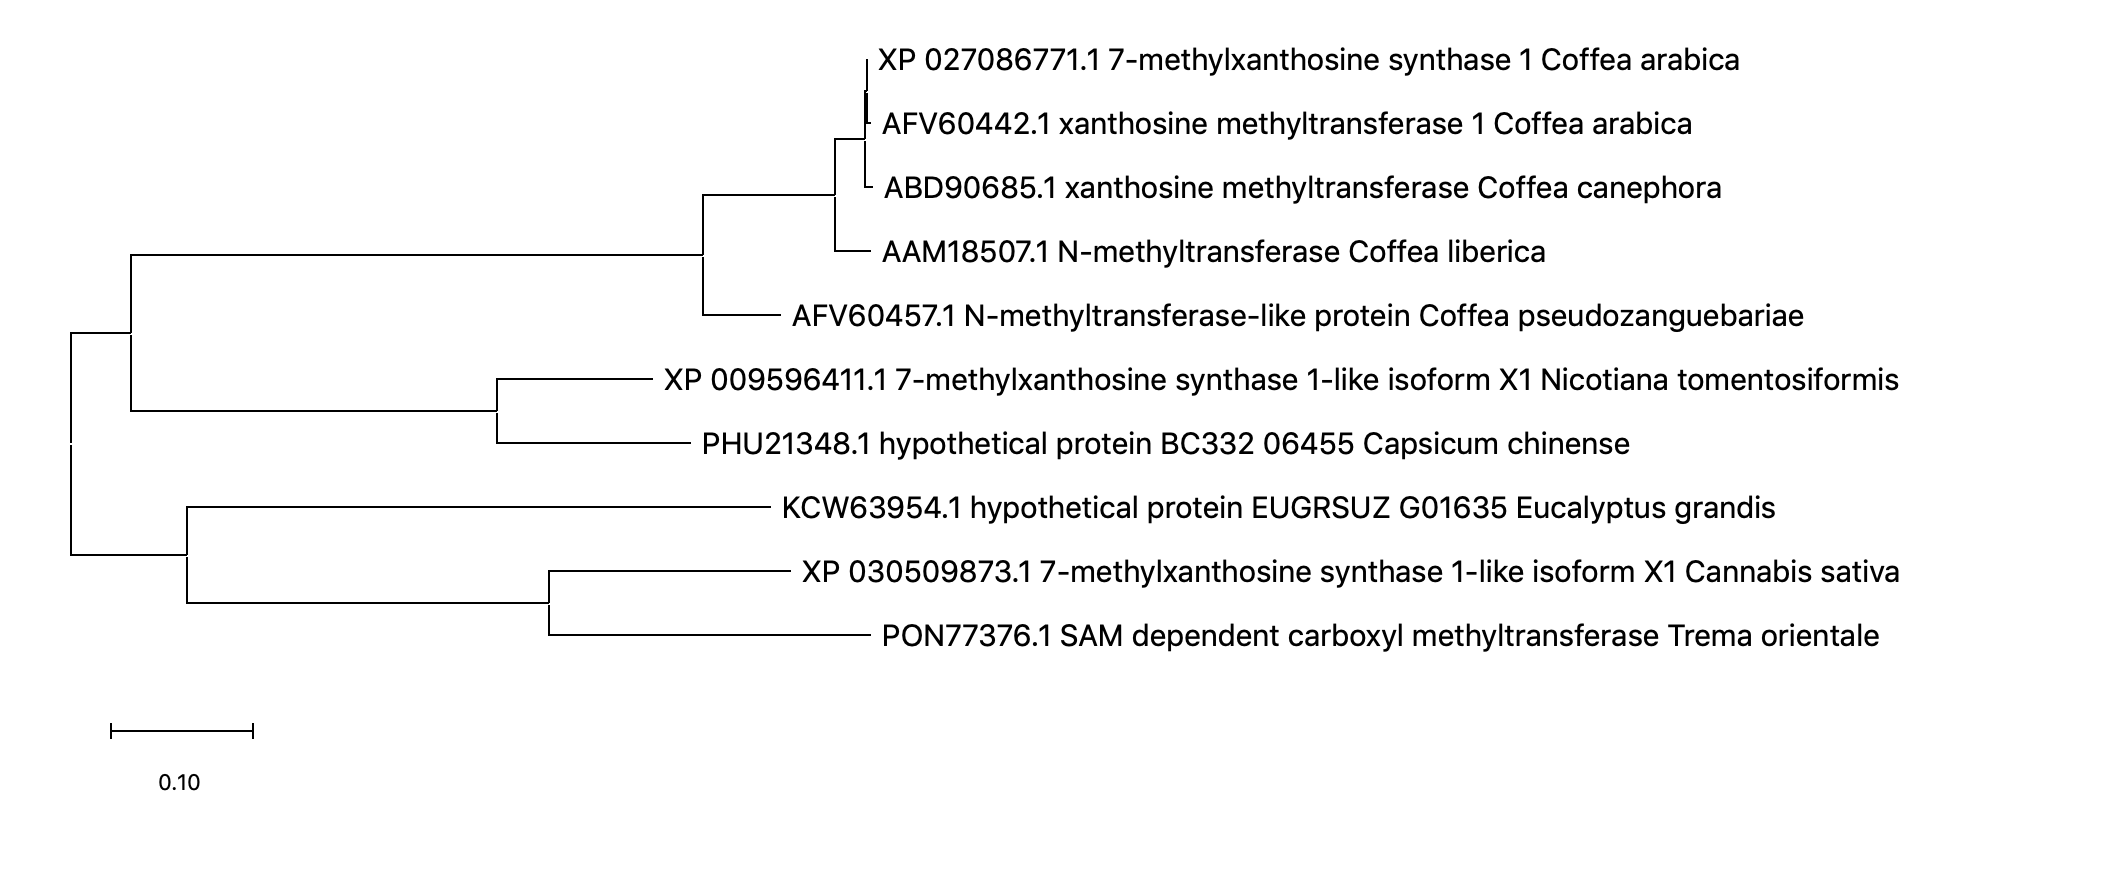 XP 027086771.1 7-methylxanthosine synthase 1 Coffea arabica
AFV60442.1 xanthosine methyltransferase 1 Coffea arabica
ABD90685.1 xanthosine methyltransferase Coffea canephora
AAM18507.1 N-methyltransferase Coffea liberica
AFV60457.1 N-methyltransferase-like protein Coffea pseudozanguebariae
XP 009596411.1 7-methylxanthosine synthase 1-like isoform X1 Nicotiana tomentosiformis
PHU21348.1 hypothetical protein BC332 06455 Capsicum chinense
KCW63954.1 hypothetical protein EUGRSUZ G01635 Eucalyptus grandis
XP 030509873.1 7-methylxanthosine synthase 1-like isoform X1 Cannabis sativa
PON77376.1 SAM dependent carboxyl methyltransferase Trema orientale
0.10